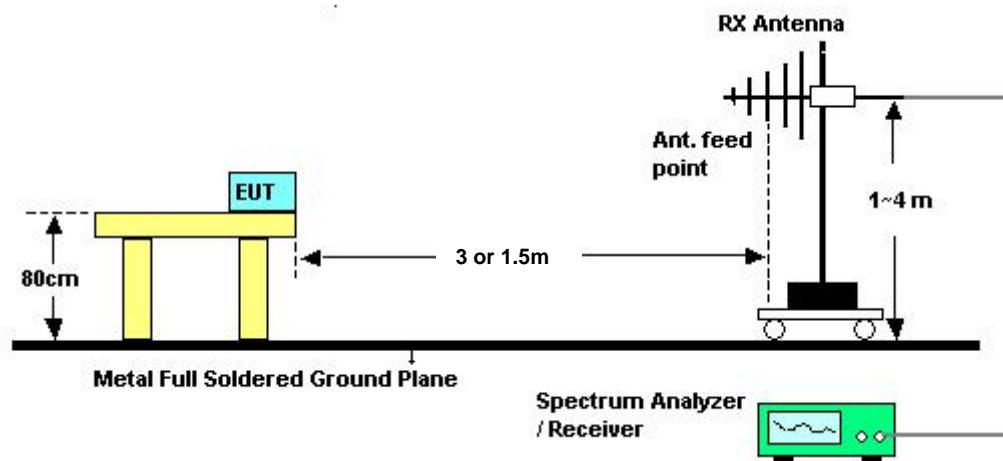 RX Antenna
Ant. feed
point
EUT
1~4 m
3 or 1.5m
80cm
Metal Full Soldered Ground Plane
Spectrum Analyzer
/ Receiver